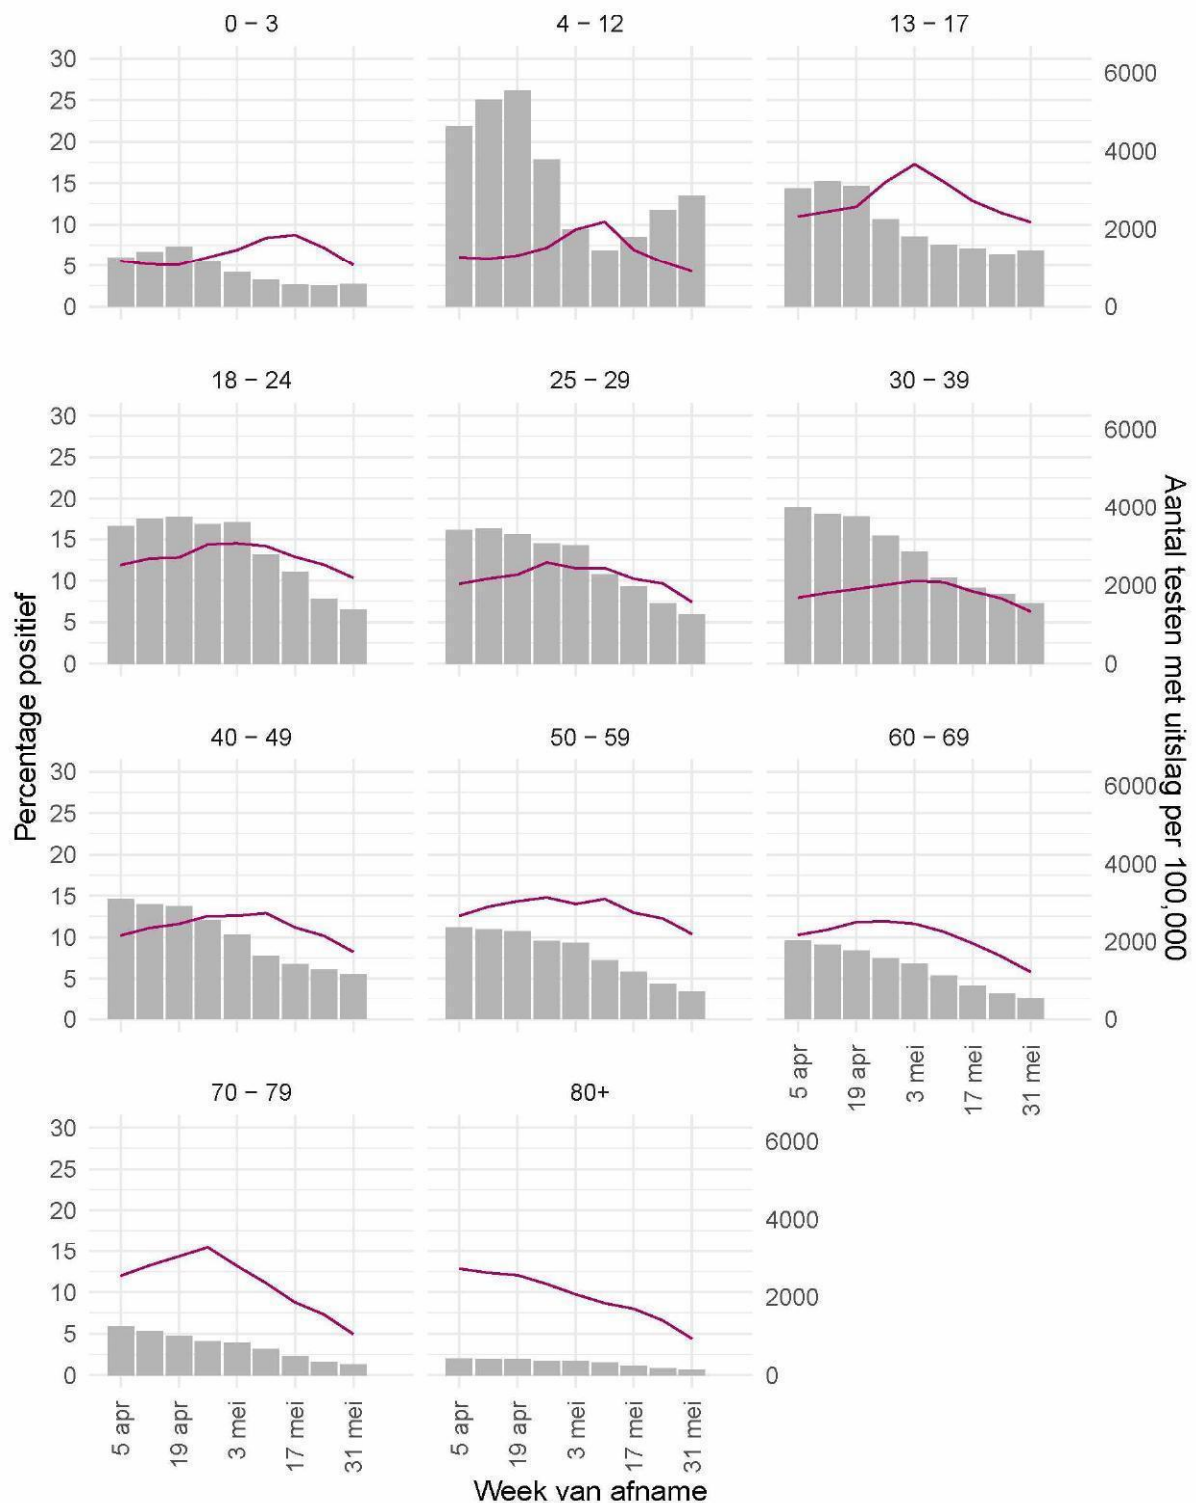 0 − 3
4 − 12
13 − 17
30
25
20
15
10
5
0
6000
4000
2000
0
18 − 24
25 − 29
30 − 39
30
25
20
15
10
5
0
6000
4000
2000
0
40 − 49
50 − 59
60 − 69
30
25
20
15
10
5
0
6000
4000
2000
0
5 apr
19 apr
3 mei
17 mei
31 mei
70 − 79
80+
30
25
20
15
10
5
0
6000
4000
2000
0
5 apr
19 apr
3 mei
17 mei
31 mei
5 apr
19 apr
3 mei
17 mei
31 mei
Percentage positief
Aantal testen met uitslag per 100,000
Week van afname